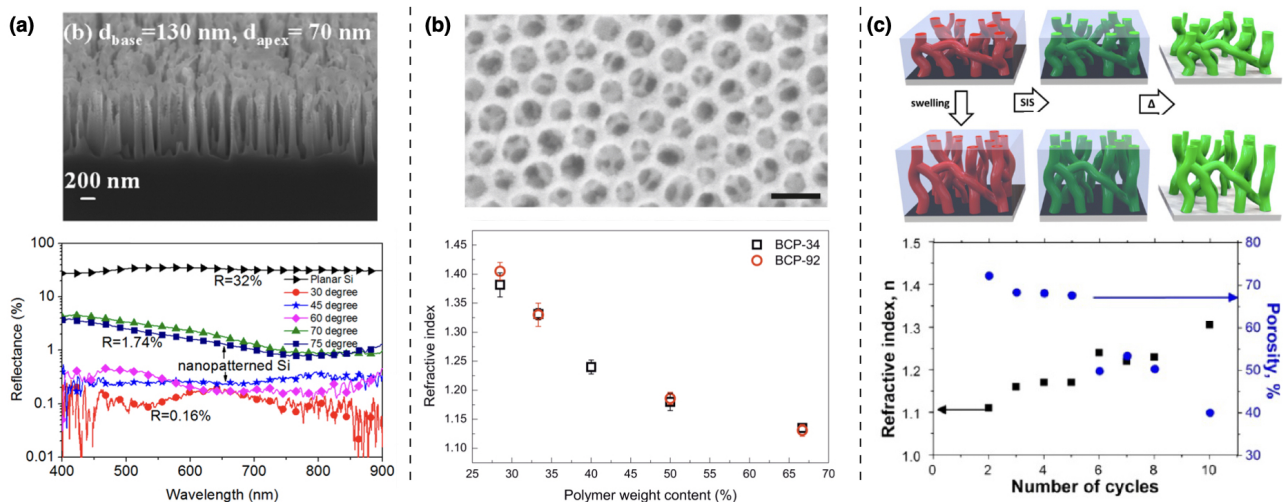 (a)
(b) d_base=130 nm, d_apex= 70 nm
200 nm
100
10
1
0.1
0.01
Reflectance (%)
R=32%
R=1.74%
nanopatterned Si
R=0.16%
Planar Si
30 degree
45 degree
60 degree
70 degree
75 degree
400 500 600 700 800 900
Wavelength (nm)
(b)
1.45
1.40
1.35
1.30
1.25
1.20
1.15
1.10
Refractive index
BCP-34
BCP-92
25 30 35 40 45 50 55 60 65 70
Polymer weight content (%)
(c)
swelling
SIS
Δ
1.5
1.4
1.3
1.2
1.1
1.0
Refractive index, n
80
70
60
50
40
30
Porosity, %
0 2 4 6 8 10
Number of cycles